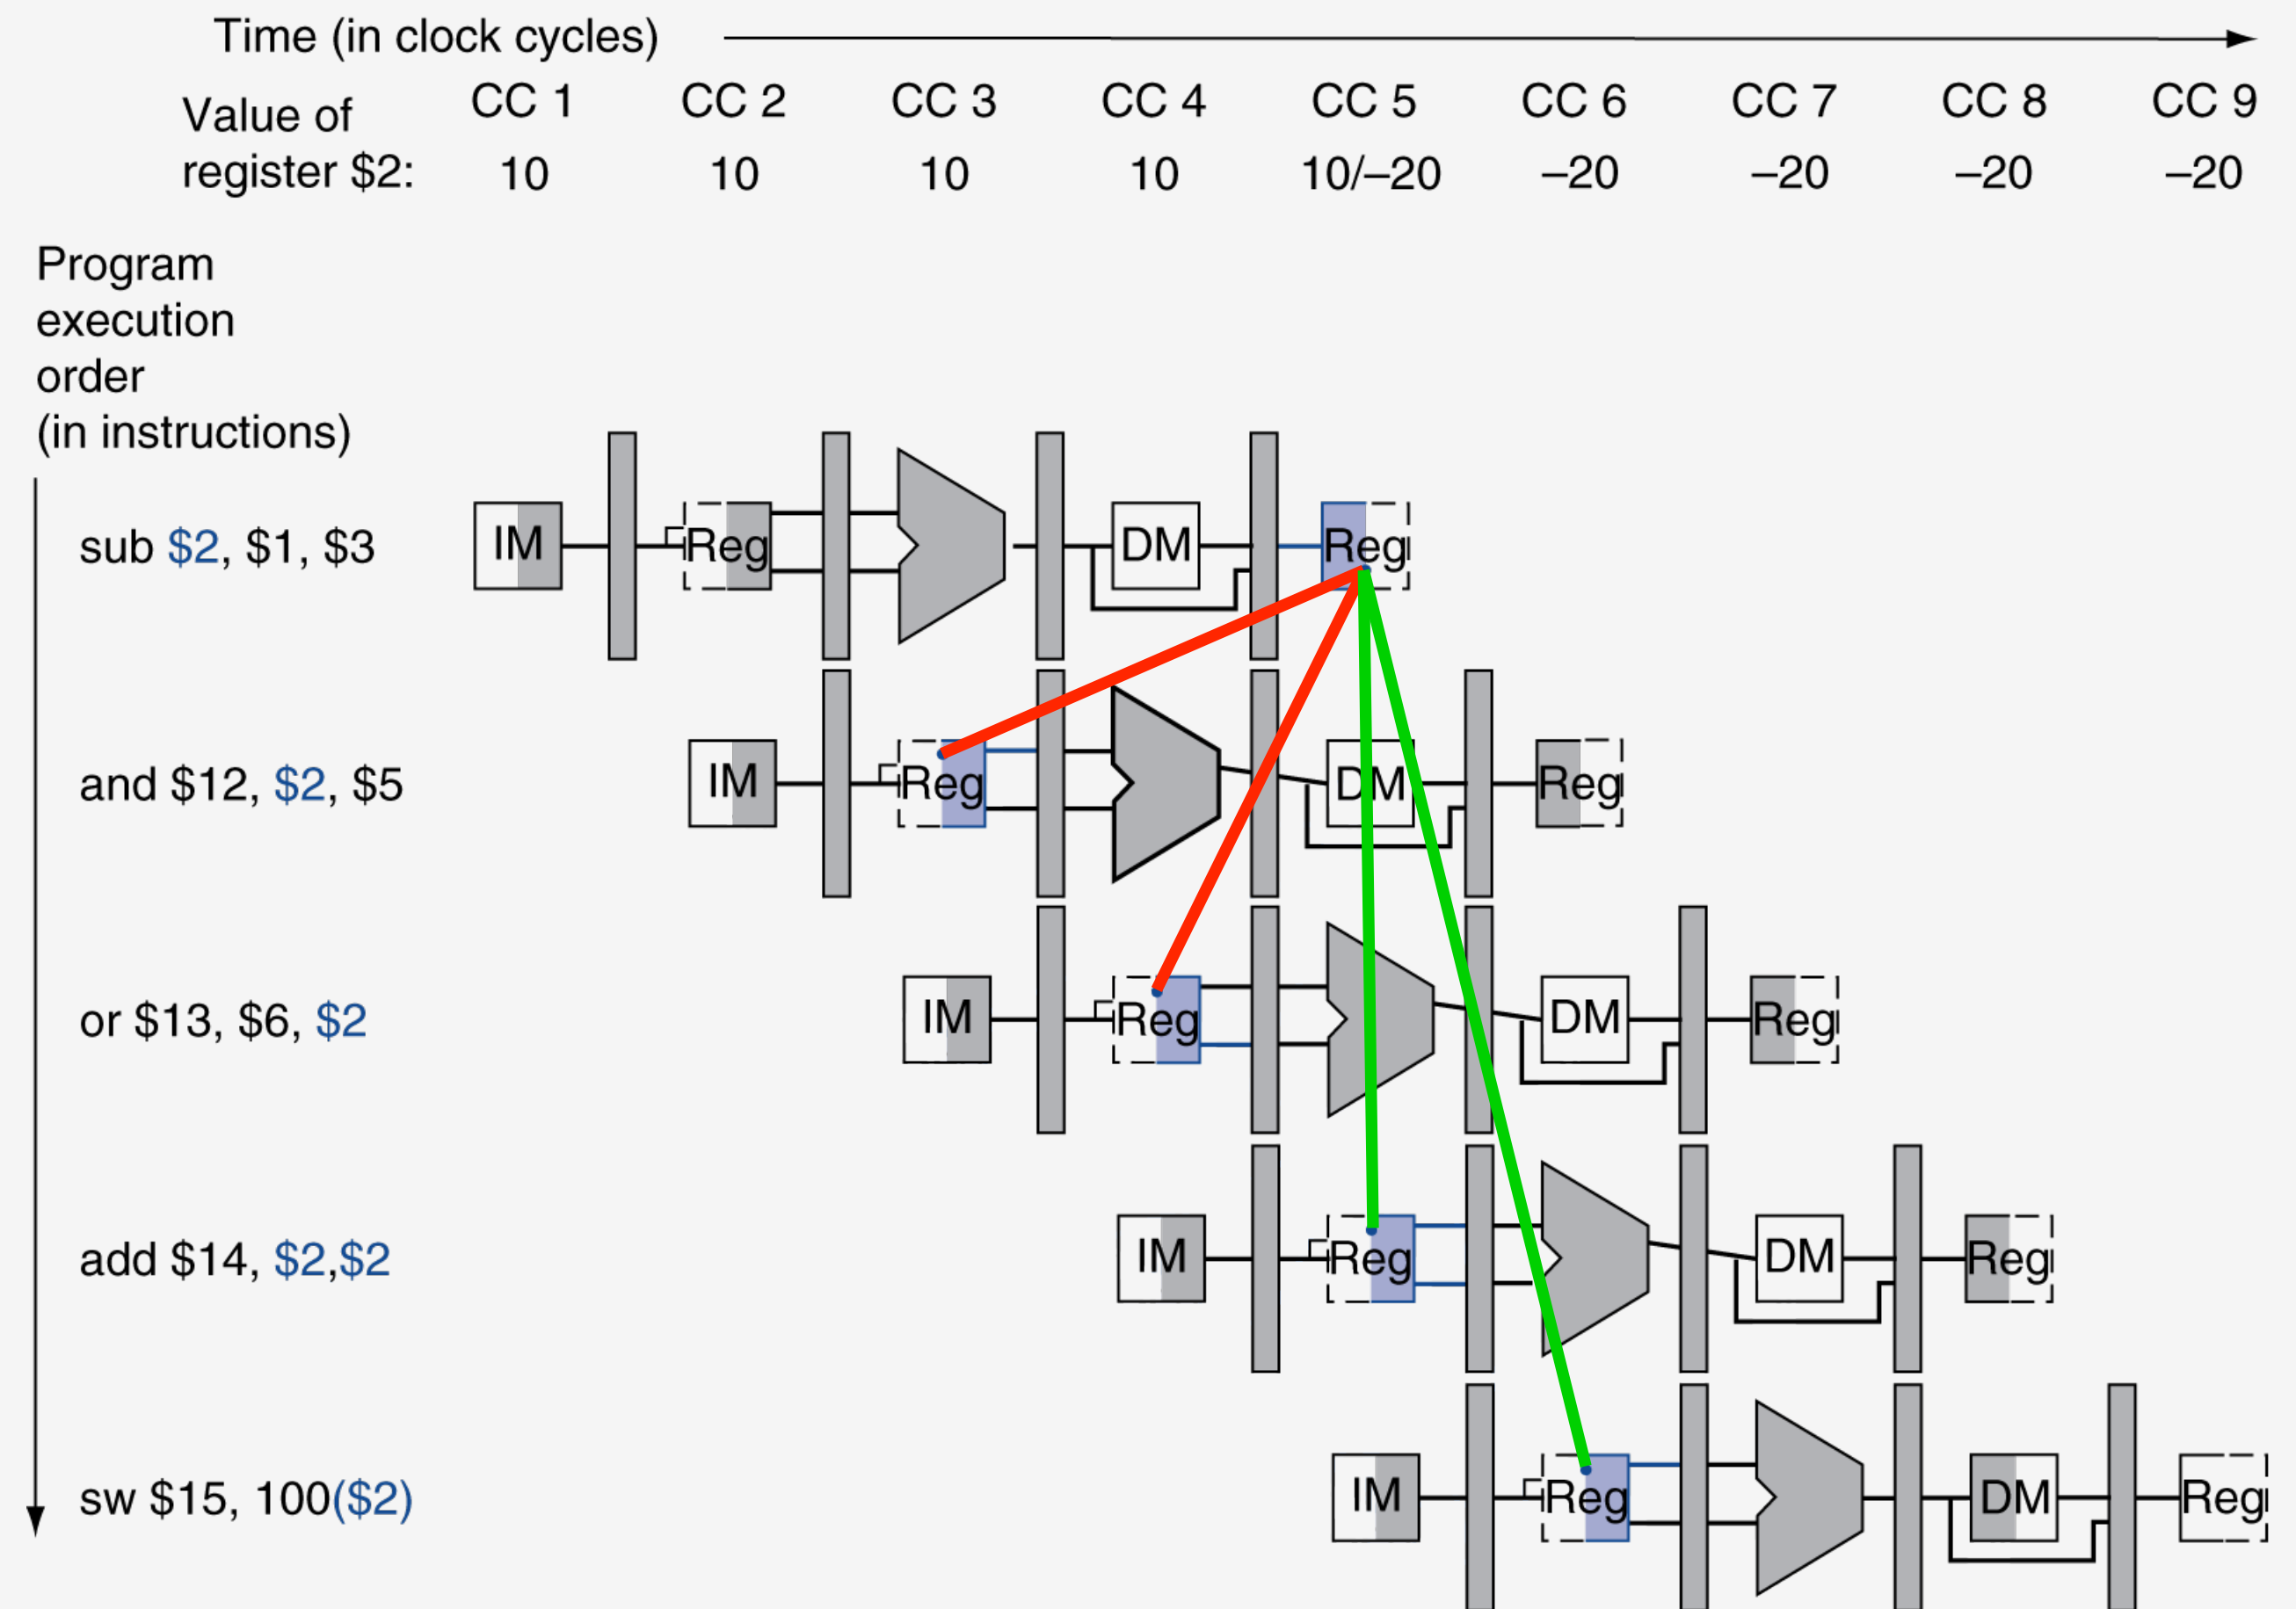 Time (in clock cycles)
CC 1 CC 2 CC 3 CC 4 CC 5 CC 6 CC 7 CC 8 CC 9
Value of
register $2: 10 10 10 10 10/–20 –20 –20 –20 –20
Program
execution
order
(in instructions)
sub $2, $1, $3 IM Reg DM Reg
and $12, $2, $5 IM Reg DM Reg
or $13, $6, $2 IM Reg DM Reg
add $14, $2,$2 IM Reg DM Reg
sw $15, 100($2) IM Reg DM Reg